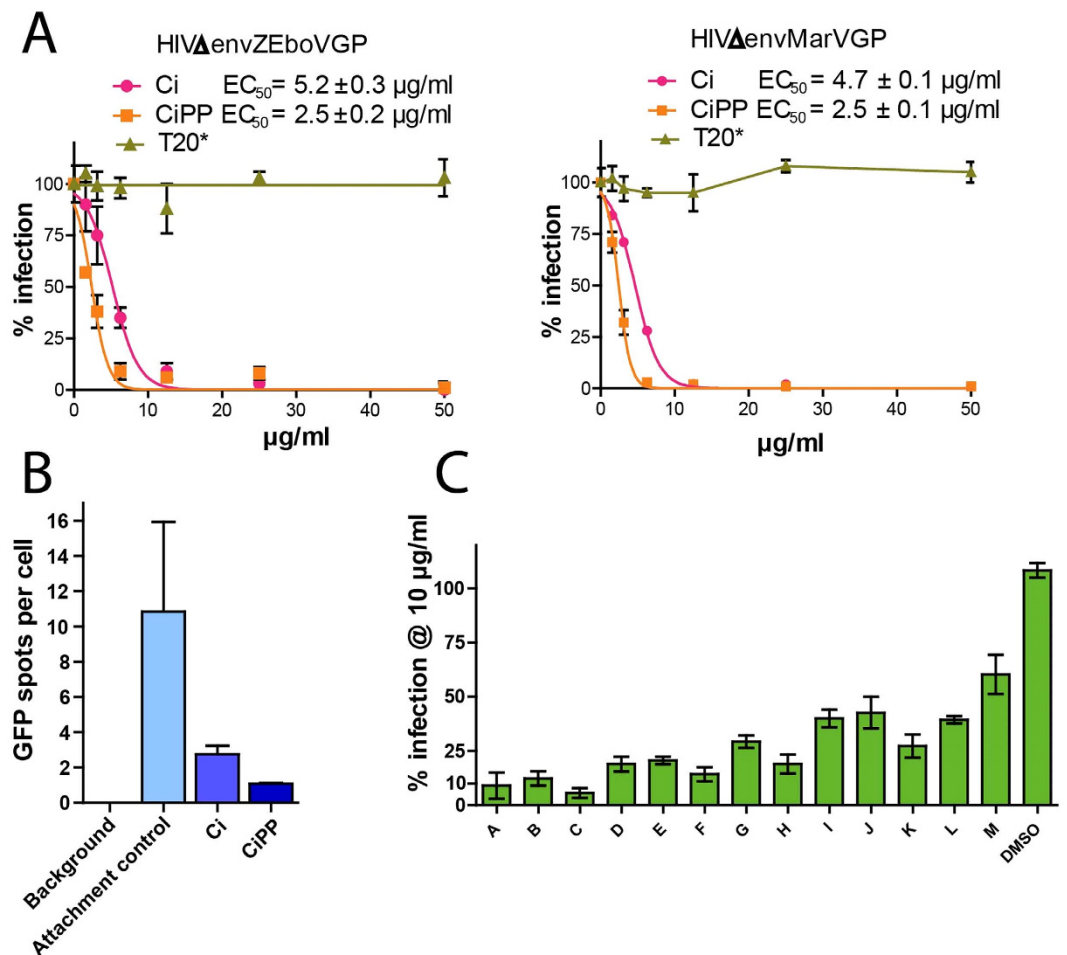 A
HIVΔenvZEboVGP
Ci EC50= 5.2 ±0.3 µg/ml
CiPP EC50= 2.5 ±0.2 µg/ml
T20*
100
75
50
25
0
% infection
0 10 20 30 40 50
µg/ml
HIVΔenvMarVGP
Ci EC50= 4.7 ± 0.1 µg/ml
CiPP EC50= 2.5 ± 0.1 µg/ml
T20*
100
75
50
25
0
% infection
0 10 20 30 40 50
µg/ml
B
GFP spots per cell
16
14
12
10
8
6
4
2
0
Background
Attachment control
Ci
CiPP
C
% infection @ 10 µg/ml
100
75
50
25
10
0
A B C D E F G H I J K L M DMSO